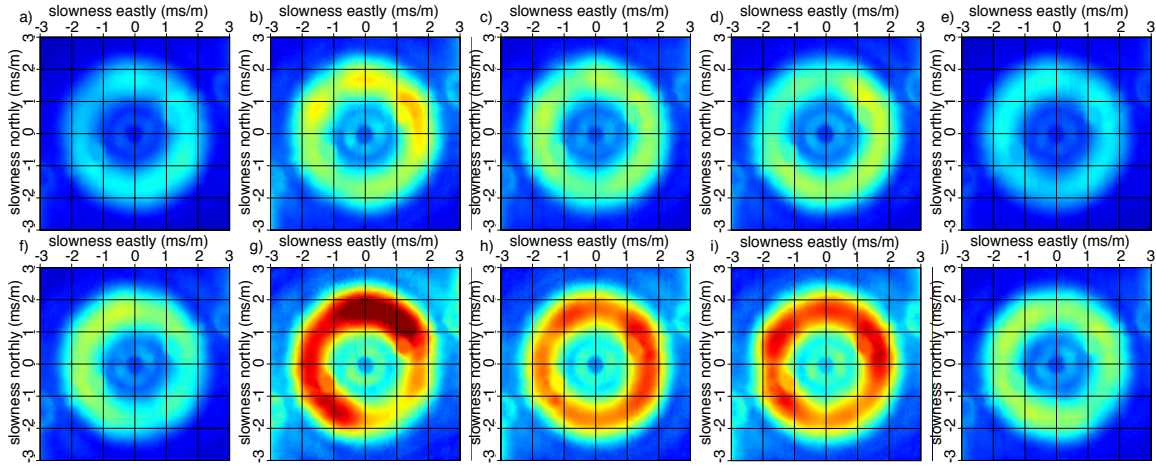 slowness eastly (ms/m) slowness eastly (ms/m) slowness eastly (ms/m) slowness eastly (ms/m) slowness eastly (ms/m)
a) -3 -2 -1 0 1 2 3 b) -3 -2 -1 0 1 2 3 c) -3 -2 -1 0 1 2 3 d) -3 -2 -1 0 1 2 3 e) -3 -2 -1 0 1 2 3
slowness northly (ms/m) slowness northly (ms/m) slowness northly (ms/m) slowness northly (ms/m) slowness northly (ms/m)
3 3 3 3 3
2 2 2 2 2
1 1 1 1 1
0 0 0 0 0
-1 -1 -1 -1 -1
-2 -2 -2 -2 -2
-3 -3 -3 -3 -3
f) slowness eastly (ms/m) g) slowness eastly (ms/m) h) slowness eastly (ms/m) i) slowness eastly (ms/m) j) slowness eastly (ms/m)
-3 -2 -1 0 1 2 3 -3 -2 -1 0 1 2 3 -3 -2 -1 0 1 2 3 -3 -2 -1 0 1 2 3 -3 -2 -1 0 1 2 3
slowness northly (ms/m) slowness northly (ms/m) slowness northly (ms/m) slowness northly (ms/m) slowness northly (ms/m)
3 3 3 3 3
2 2 2 2 2
1 1 1 1 1
0 0 0 0 0
-1 -1 -1 -1 -1
-2 -2 -2 -2 -2
-3 -3 -3 -3 -3